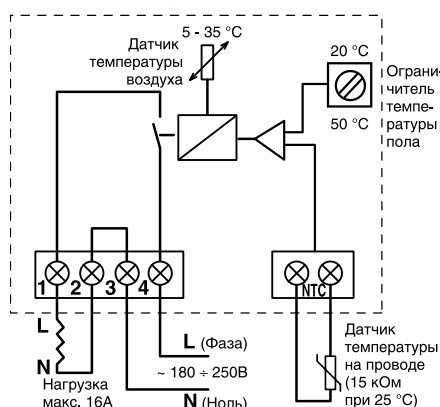 5 - 35 °C
Датчик
температуры
воздуха
20 °C
50 °C
Ограни-
читель
темпе-
ратуры
пола
1 2 3 4
NTC
L
N
Нагрузка
макс. 16А
L (Фаза)
~ 180 ÷ 250В
N (Ноль)
Датчик
температуры
на проводе
(15 кОм
при 25 °C)